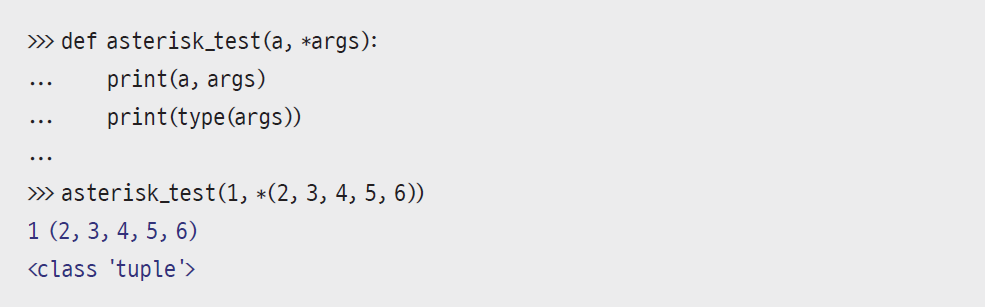 >>> def asterisk_test(a, *args):
...     print(a, args)
...     print(type(args))
...
>>> asterisk_test(1, *(2, 3, 4, 5, 6))
1 (2, 3, 4, 5, 6)
<class 'tuple'>